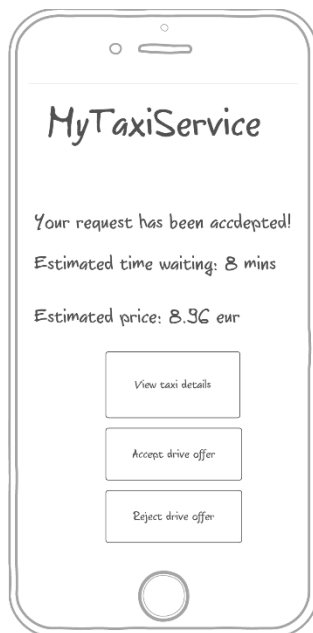 MyTaxiService
Your request has been accdepted!
Estimated time waiting: 8 mins
Estimated price: 8.96 eur
View taxi details
Accept drive offer
Reject drive offer